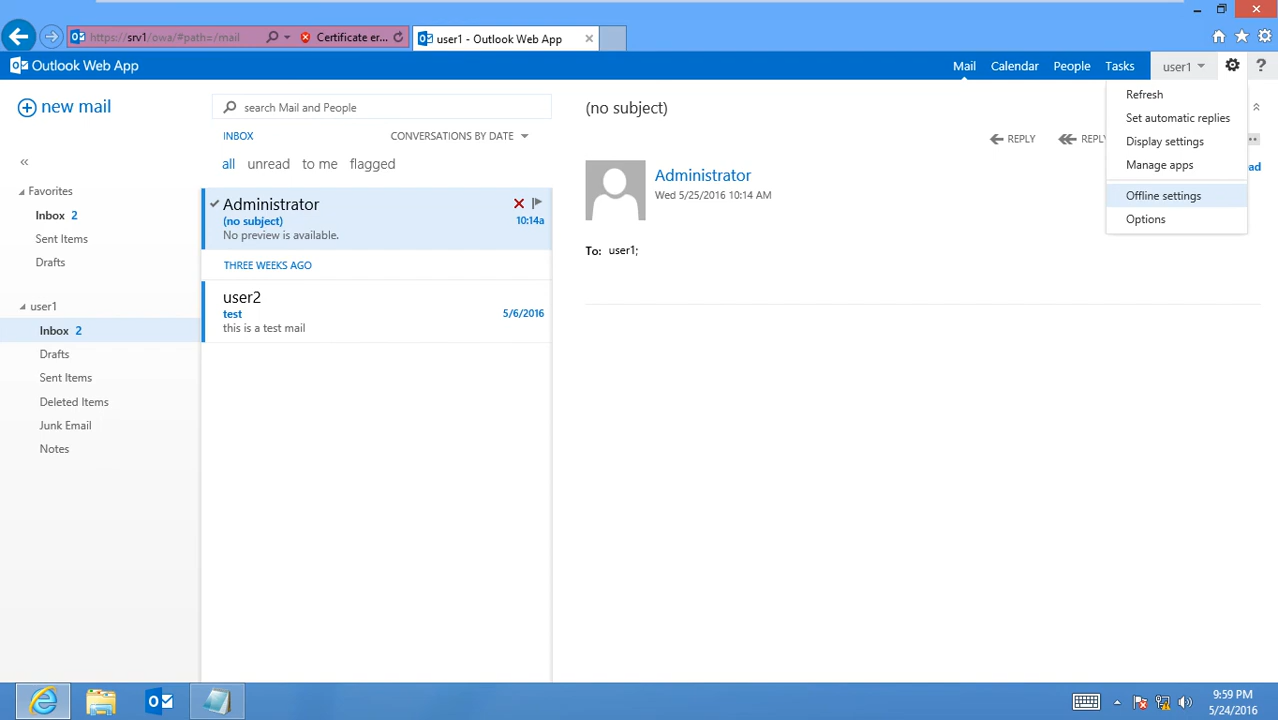 https://srv1/owa/#path=/mail
Certificate er...
user1 - Outlook Web App
Outlook Web App
Mail
Calendar
People
Tasks
user1
?
new mail
search Mail and People
INBOX
CONVERSATIONS BY DATE
all
unread
to me
flagged
Favorites
Inbox 2
Sent Items
Drafts
user1
Inbox 2
Drafts
Sent Items
Deleted Items
Junk Email
Notes
Administrator
(no subject)
10:14a
No preview is available.
THREE WEEKS AGO
user2
test
5/6/2016
this is a test mail
(no subject)
REPLY
REPLY
Administrator
Wed 5/25/2016 10:14 AM
To: user1;
Refresh
Set automatic replies
Display settings
Manage apps
Offline settings
Options
9:59 PM
5/24/2016